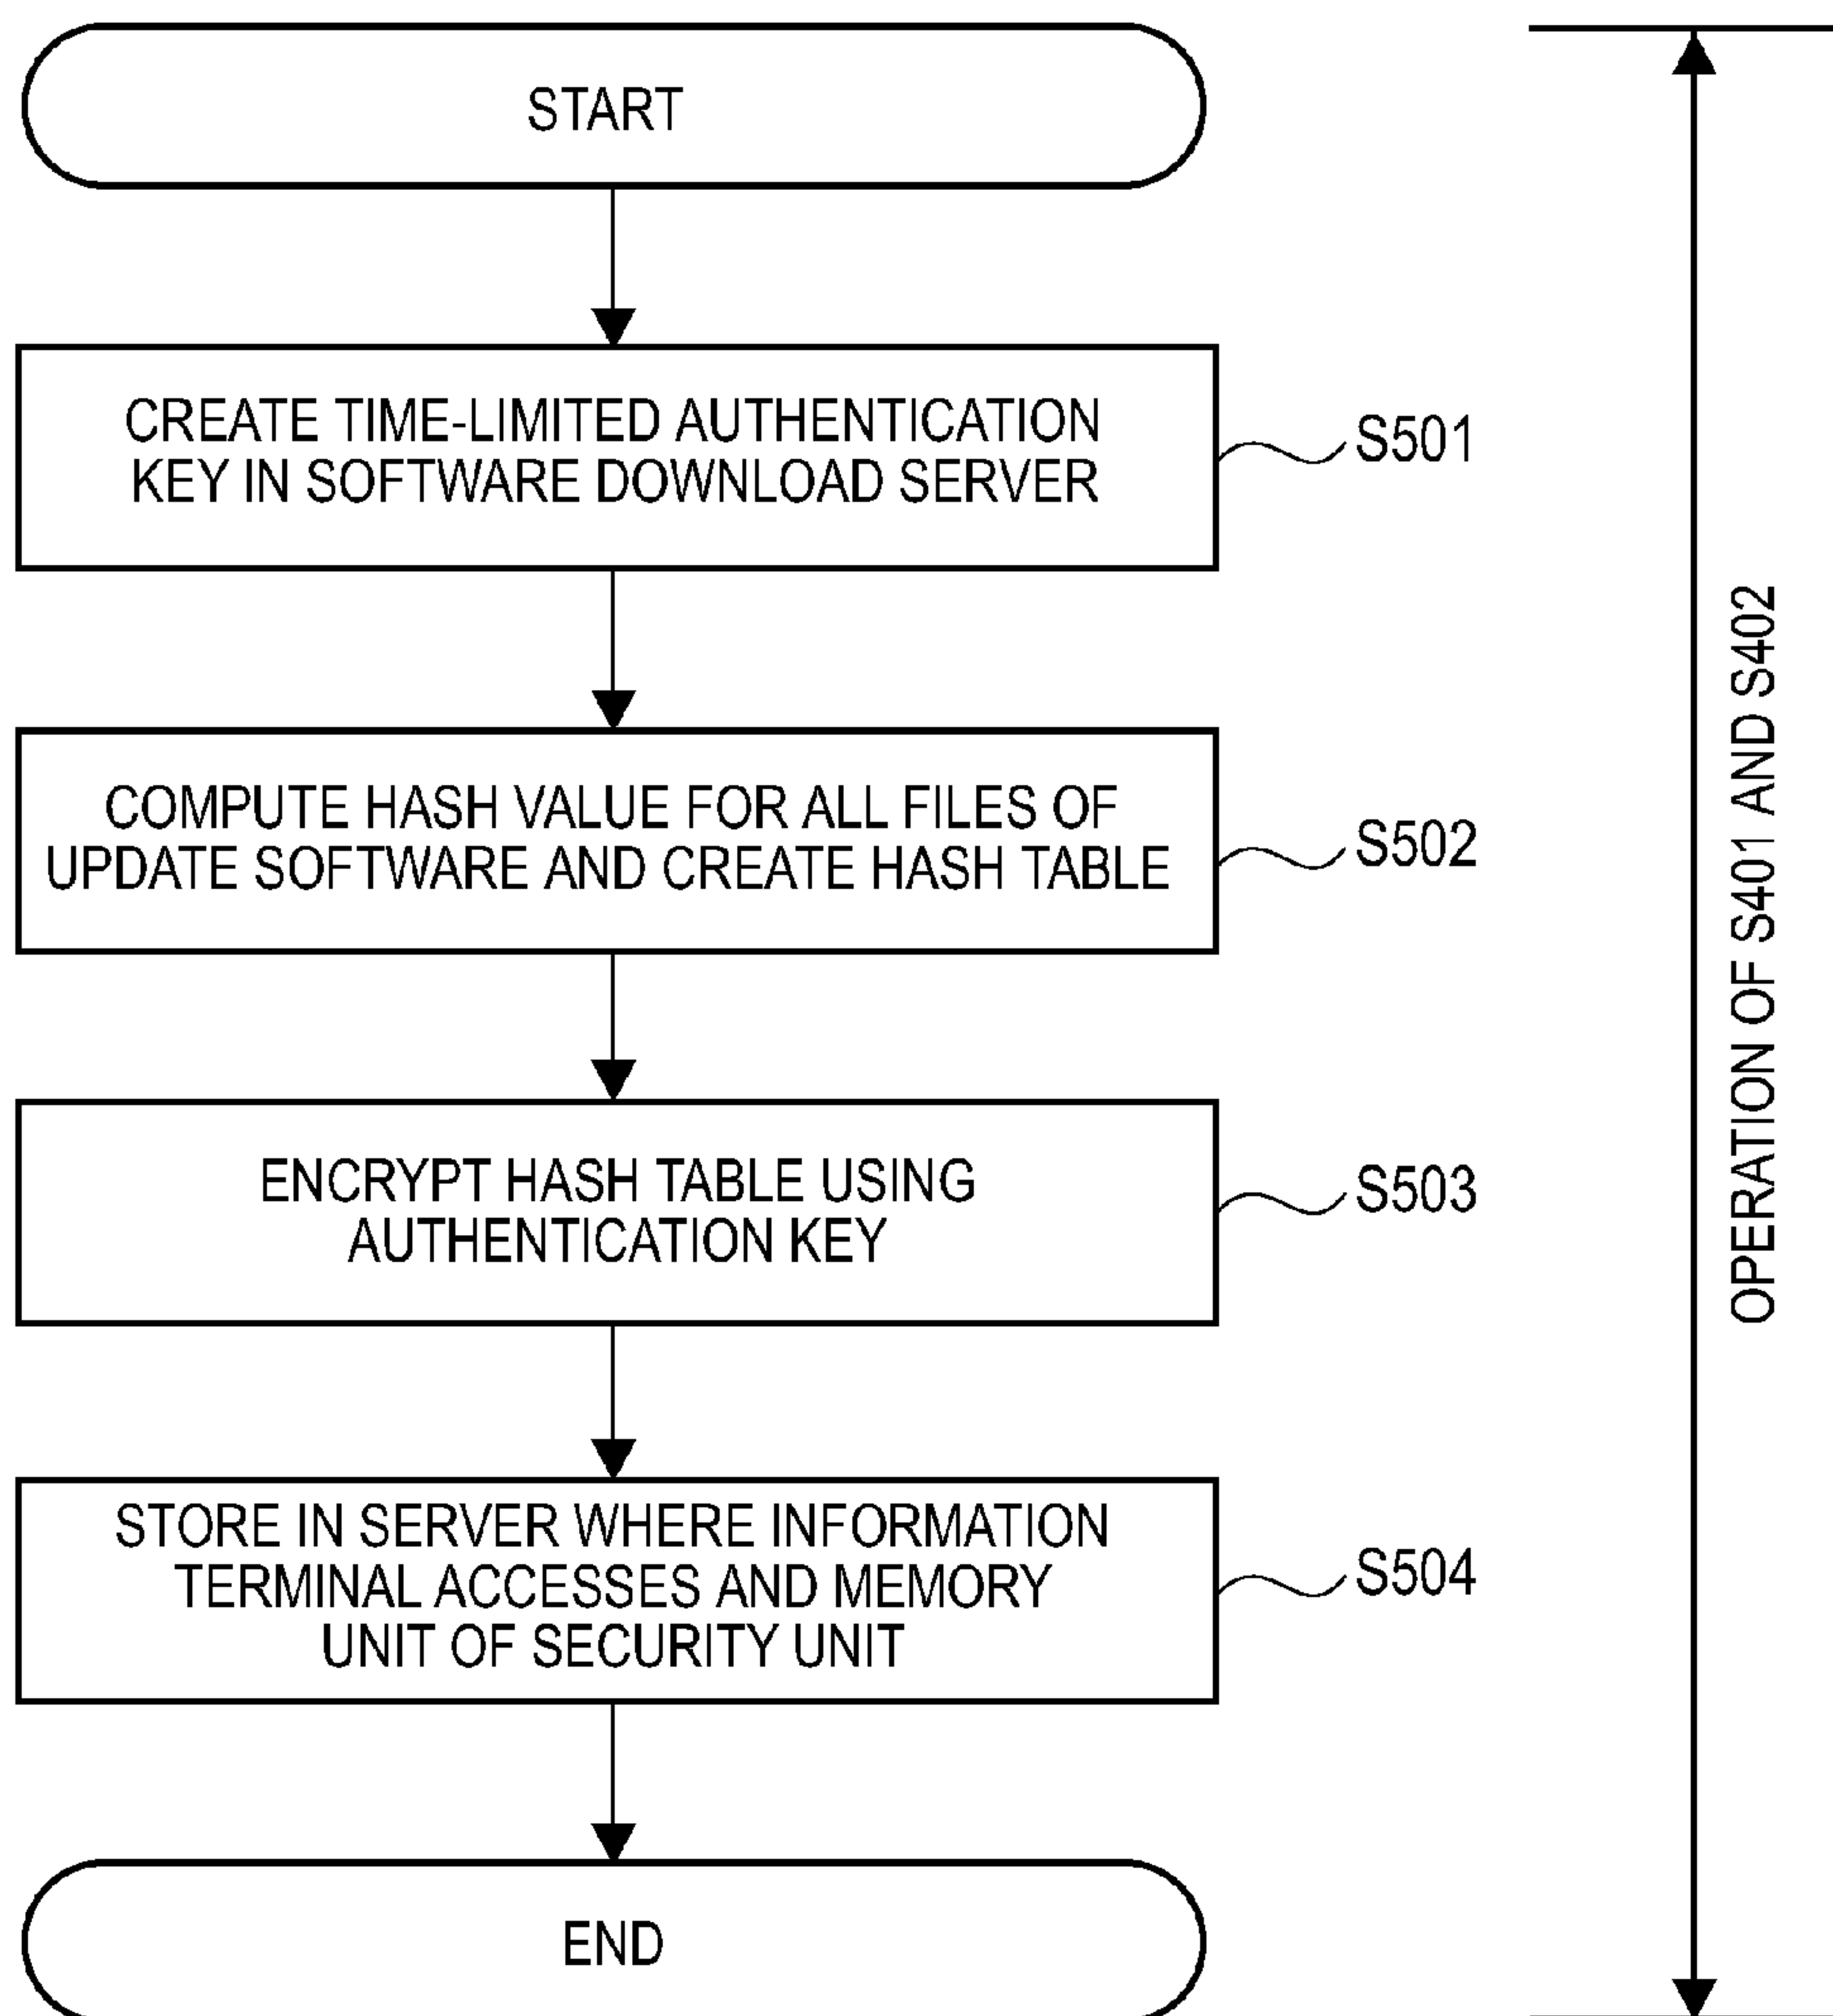 START
CREATE TIME-LIMITED AUTHENTICATION
KEY IN SOFTWARE DOWNLOAD SERVER
S501
COMPUTE HASH VALUE FOR ALL FILES OF
UPDATE SOFTWARE AND CREATE HASH TABLE
S502
ENCRYPT HASH TABLE USING
AUTHENTICATION KEY
S503
STORE IN SERVER WHERE INFORMATION
TERMINAL ACCESSES AND MEMORY
UNIT OF SECURITY UNIT
S504
END
OPERATION OF S401 AND S402